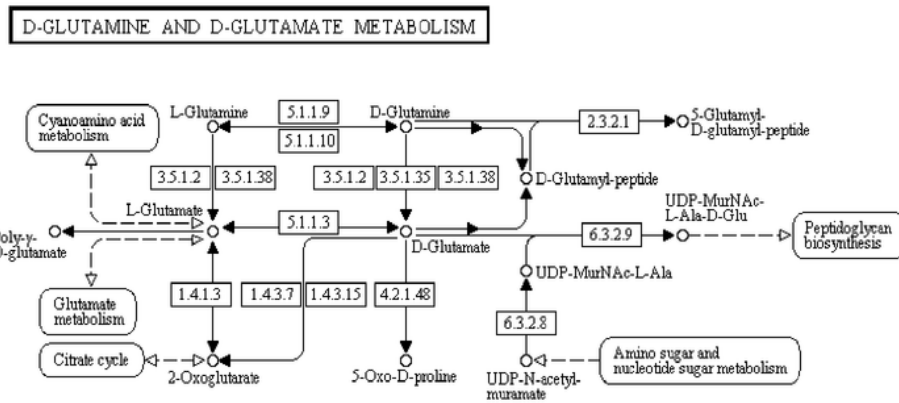 D-GLUTAMINE AND D-GLUTAMATE METABOLISM
Cyanoamino acid
metabolism
L-Glutamine
5.1.1.9
5.1.1.10
D-Glutamine
2.3.2.1
5-Glutamyl-
D-glutamyl-peptide
3.5.1.2
3.5.1.38
3.5.1.2
3.5.1.35
3.5.1.38
D-Glutamyl-peptide
L-Glutamate
5.1.1.3
D-Glutamate
UDP-MurNAc-
L-Ala-D-Glu
6.3.2.9
Peptidoglycan
biosynthesis
oly-γ-
-glutamate
UDP-MurNAc-L-Ala
Glutamate
metabolism
1.4.1.3
1.4.3.7
1.4.3.15
4.2.1.48
6.3.2.8
Citrate cycle
2-Oxoglutarate
5-Oxo-D-proline
UDP-N-acetyl-
muramate
Amino sugar and
nucleotide sugar metabolism